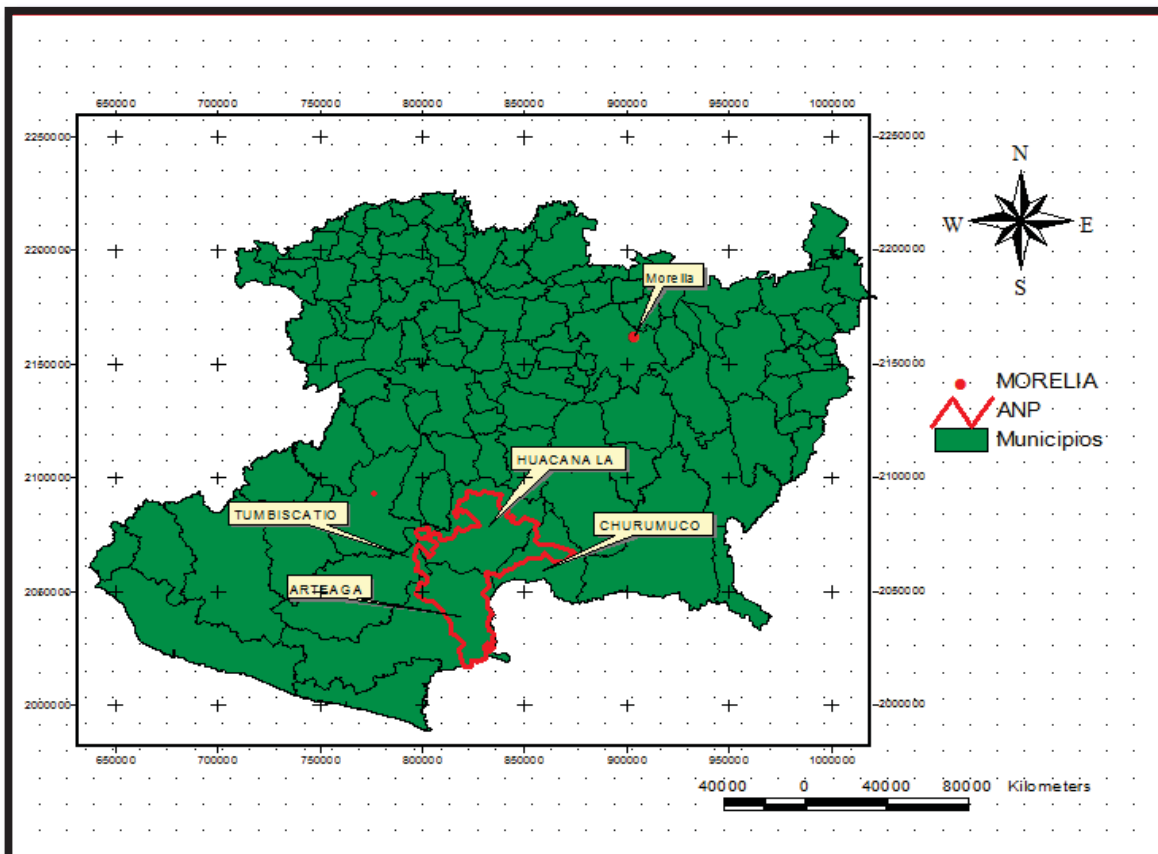 650000 700000 750000 800000 850000 900000 950000 1000000
2250000 2250000
N
W E
S
2200000 2200000
Morelia
2150000 2150000
MORELIA
ANP
Municipios
HUACANA LA
2100000 2100000
TUMBISCATIO
CHURUMUCO
ARTEAGA
2050000 2050000
2000000 2000000
650000 700000 750000 800000 850000 900000 950000 1000000
40000 0 40000 80000 Kilometers